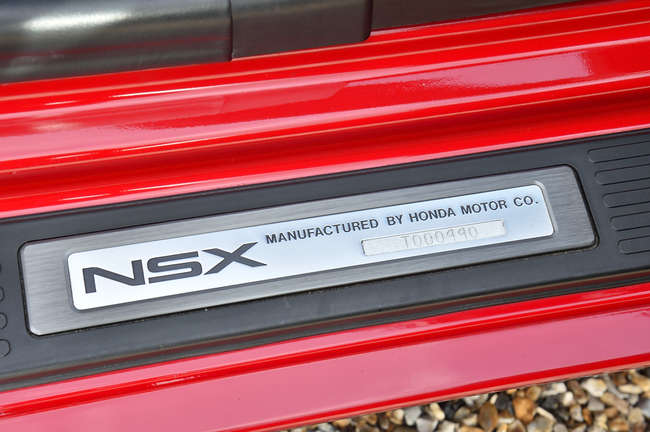 NSX
MANUFACTURED BY HONDA MOTOR CO.
T000440